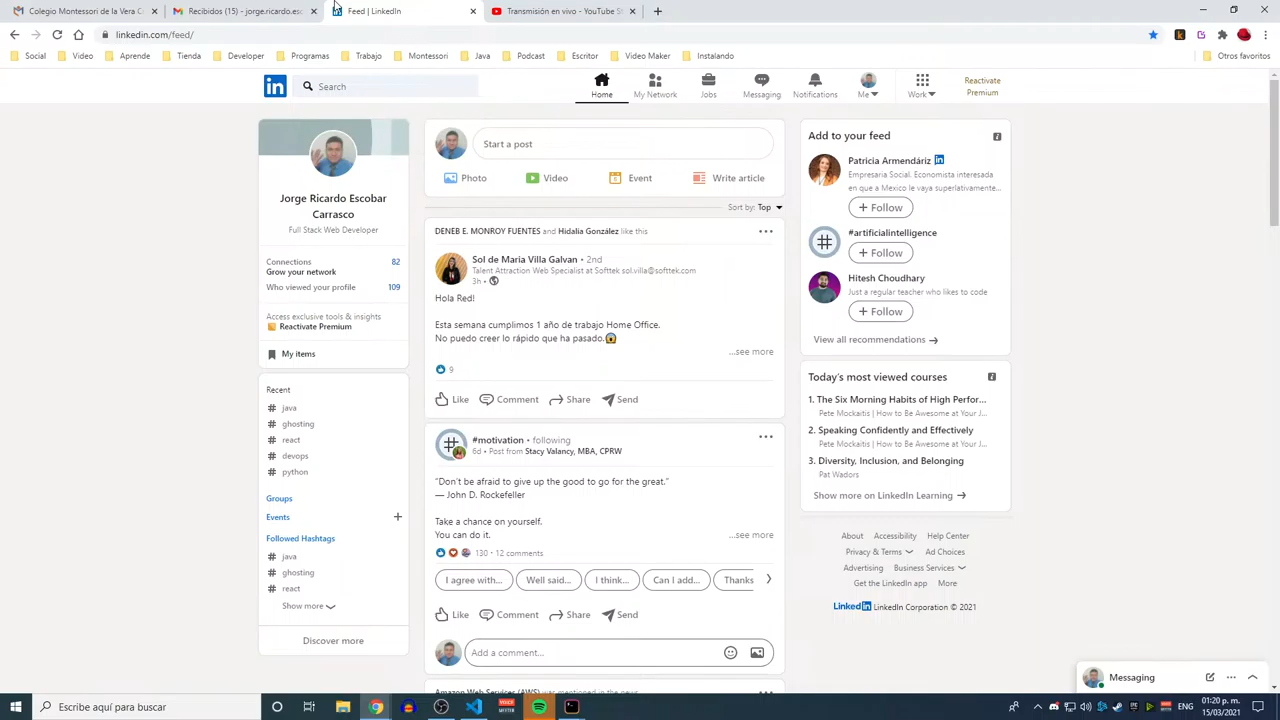 Colegio Montessori de la Vera C
Recibidos (15) - jorge.ricardo.esc
Feed | LinkedIn
Transmisión en vivo - YouTube S
linkedin.com/feed/
Social
Video
Aprende
Tienda
Developer
Programas
Trabajo
Montessori
Java
Podcast
Escritor
Video Maker
Instalando
Otros favoritos
in
Search
Home
My Network
Jobs
Messaging
Notifications
Me
Work
Reactivate
Premium
Jorge Ricardo Escobar
Carrasco
Full Stack Web Developer
Connections 82
Grow your network
Who viewed your profile 109
Access exclusive tools & insights
Reactivate Premium
My items
Recent
# java
# ghosting
# react
# devops
# python
Groups
Events +
Followed Hashtags
# java
# ghosting
# react
Show more
Discover more
Start a post
Photo
Video
Event
Write article
Sort by: Top
DENEB E. MONROY FUENTES and Hidalia González like this
Sol de Maria Villa Galvan • 2nd
Talent Attraction Web Specialist at Softtek sol.villa@softtek.com
3h •
Hola Red!
Esta semana cumplimos 1 año de trabajo Home Office.
No puedo creer lo rápido que ha pasado.😱
...see more
9
Like
Comment
Share
Send
#motivation • following
6d • Post from Stacy Valancy, MBA, CPRW
“Don't be afraid to give up the good to go for the great.”
— John D. Rockefeller
Take a chance on yourself.
You can do it.
...see more
130 · 12 comments
I agree with...
Well said...
I think...
Can I add...
Thanks
Like
Comment
Share
Send
Add a comment...
Amazon Web Services (AWS) was mentioned in the news
Add to your feed
Patricia Armendáriz in
Empresaria Social. Economista interesada
en que a Mexico le vaya superlativamente...
+ Follow
#artificialintelligence
+ Follow
Hitesh Choudhary
Just a regular teacher who likes to code
+ Follow
View all recommendations →
Today's most viewed courses
1. The Six Morning Habits of High Perfor...
Pete Mockaitis | How to Be Awesome at Your J...
2. Speaking Confidently and Effectively
Pete Mockaitis | How to Be Awesome at Your J...
3. Diversity, Inclusion, and Belonging
Pat Wadors
Show more on LinkedIn Learning →
About Accessibility Help Center
Privacy & Terms Ad Choices
Advertising Business Services
Get the LinkedIn app More
LinkedIn LinkedIn Corporation © 2021
Messaging
Escribe aquí para buscar
ENG
01:20 p. m.
15/03/2021